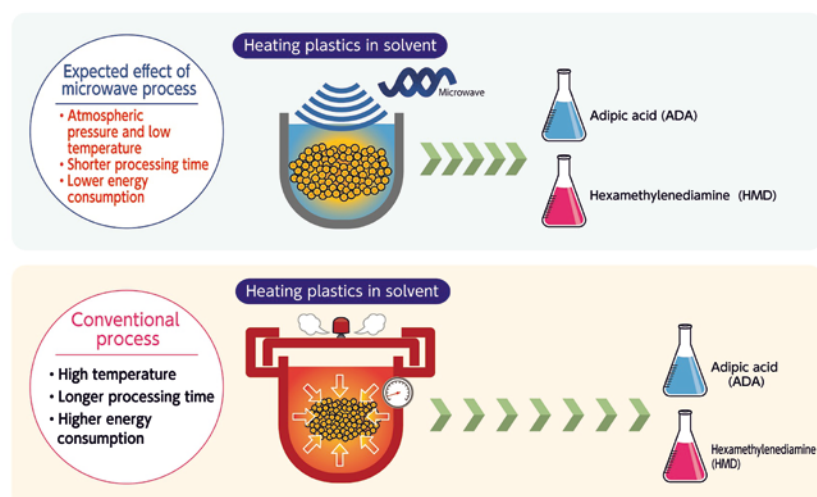 Heating plastics in solvent
Expected effect of
microwave process
• Atmospheric
pressure and low
temperature
• Shorter processing time
• Lower energy
consumption
Microwave
Adipic acid (ADA)
Hexamethylenediamine (HMD)
Heating plastics in solvent
Conventional
process
• High temperature
• Longer processing time
• Higher energy
consumption
Adipic acid
(ADA)
Hexamethylenediamine
(HMD)